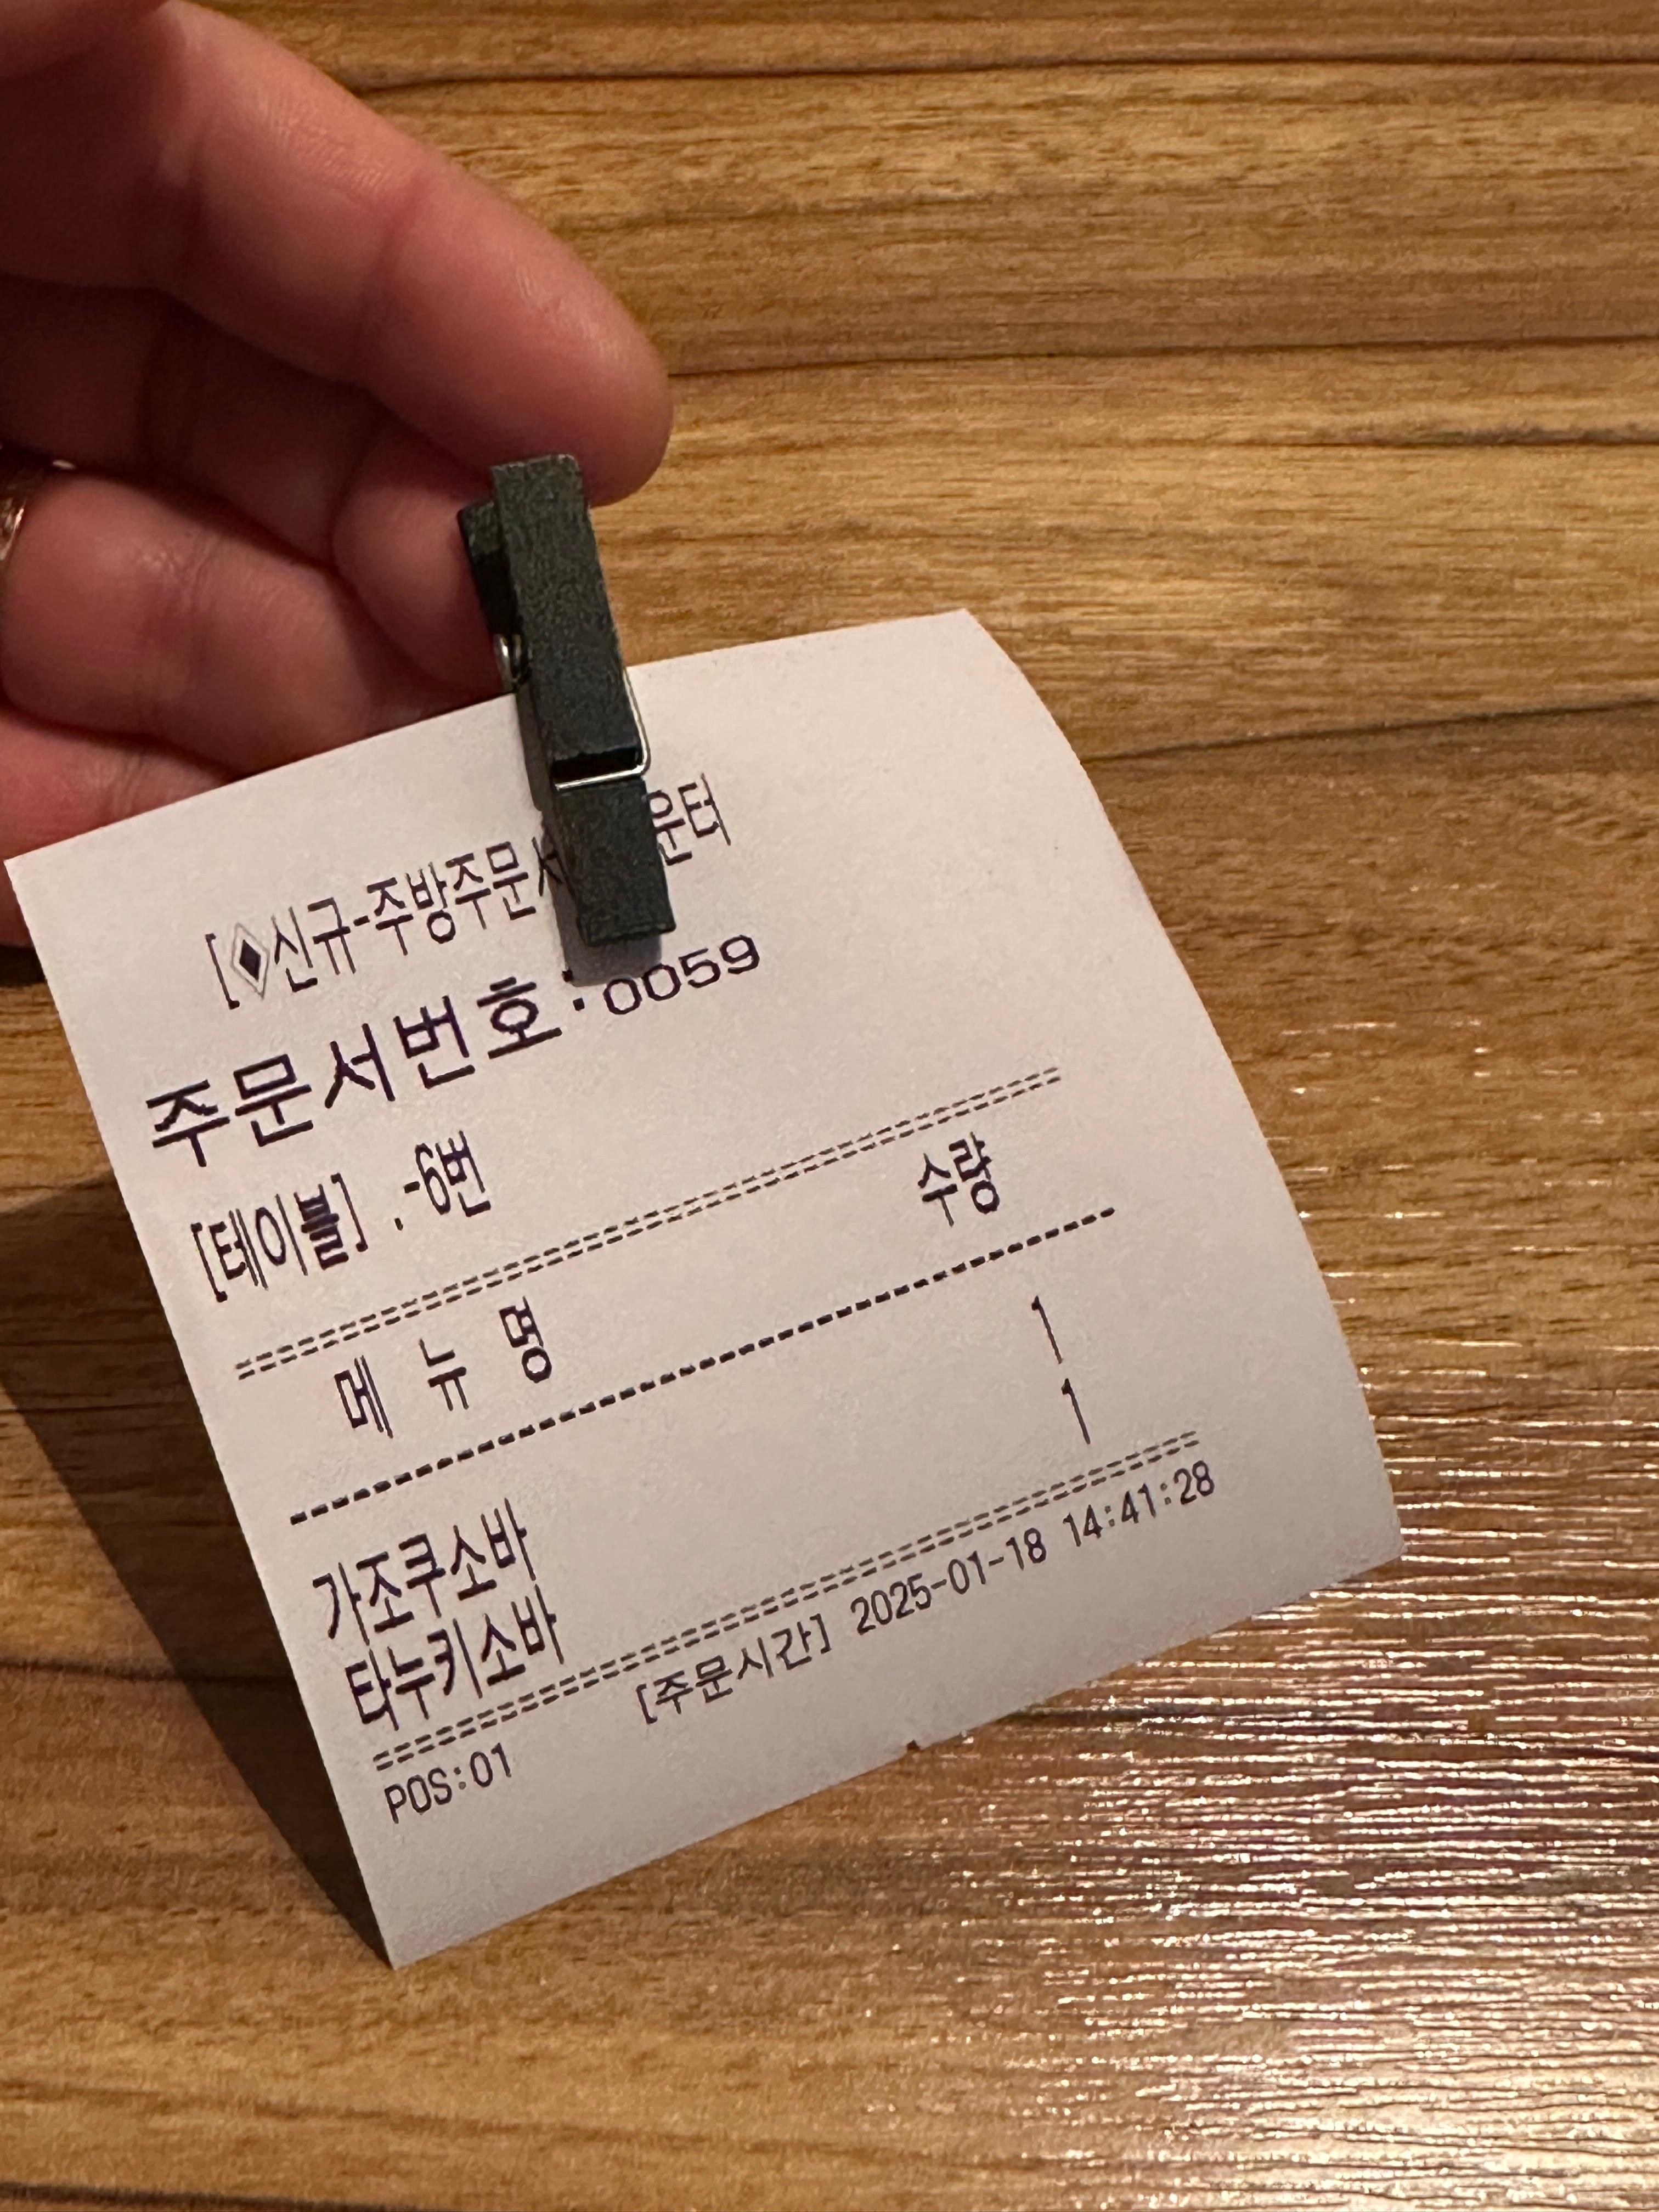 [◈신규-주방주문 운터
주문서번호:0059
[테이블] .-6번
메 뉴 명 수량
가조쿠소바 1
타누키소바 1
[주문시간] 2025-01-18 14:41:28
POS:01